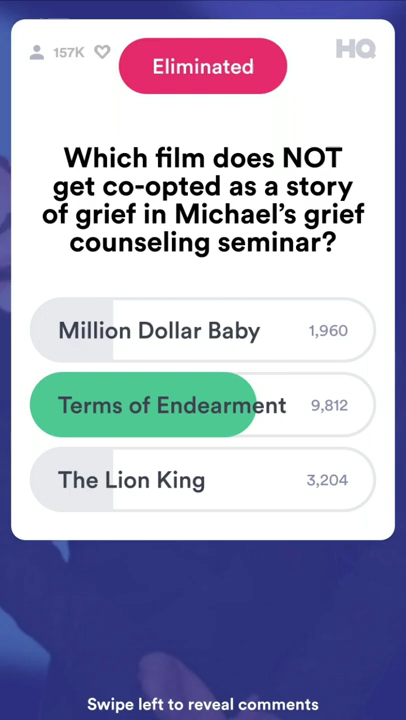 157K
Eliminated
HQ
Which film does NOT
get co-opted as a story
of grief in Michael’s grief
counseling seminar?
Million Dollar Baby 1,960
Terms of Endearment 9,812
The Lion King 3,204
Swipe left to reveal comments